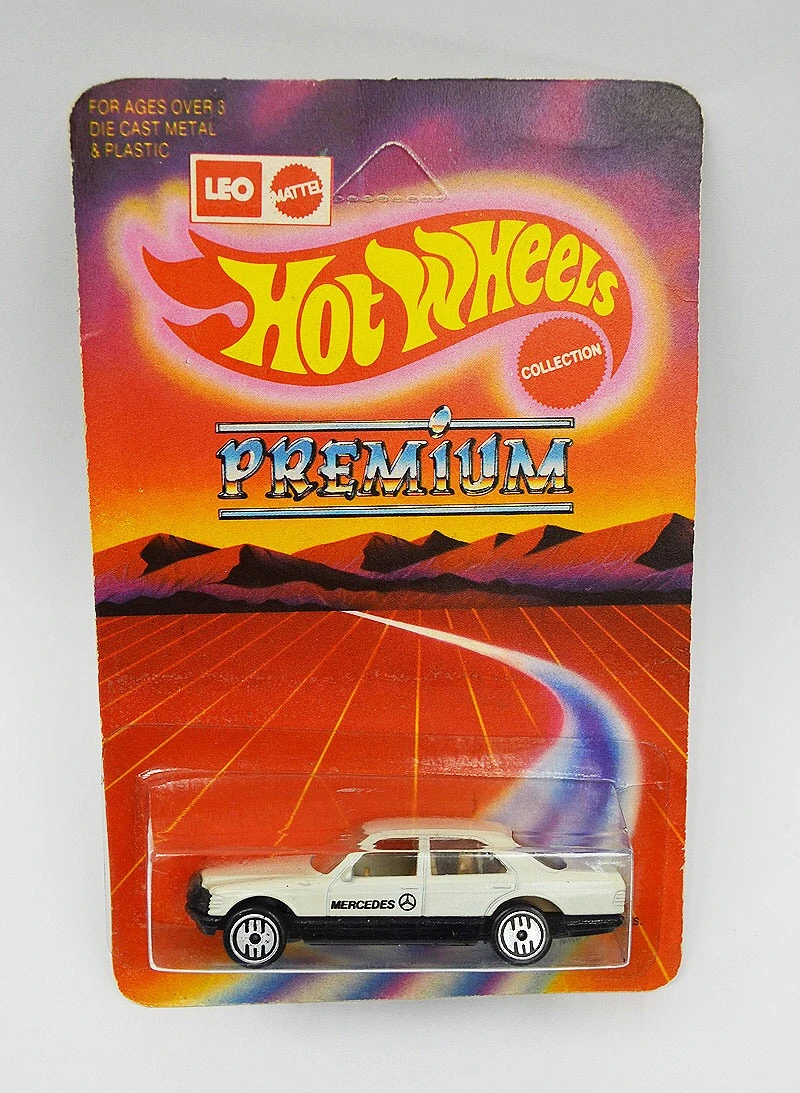 FOR AGES OVER 3
DIE CAST METAL
& PLASTIC
LEO
MATTEL
HOT WHEELS
COLLECTION
PREMiUM
MERCEDES